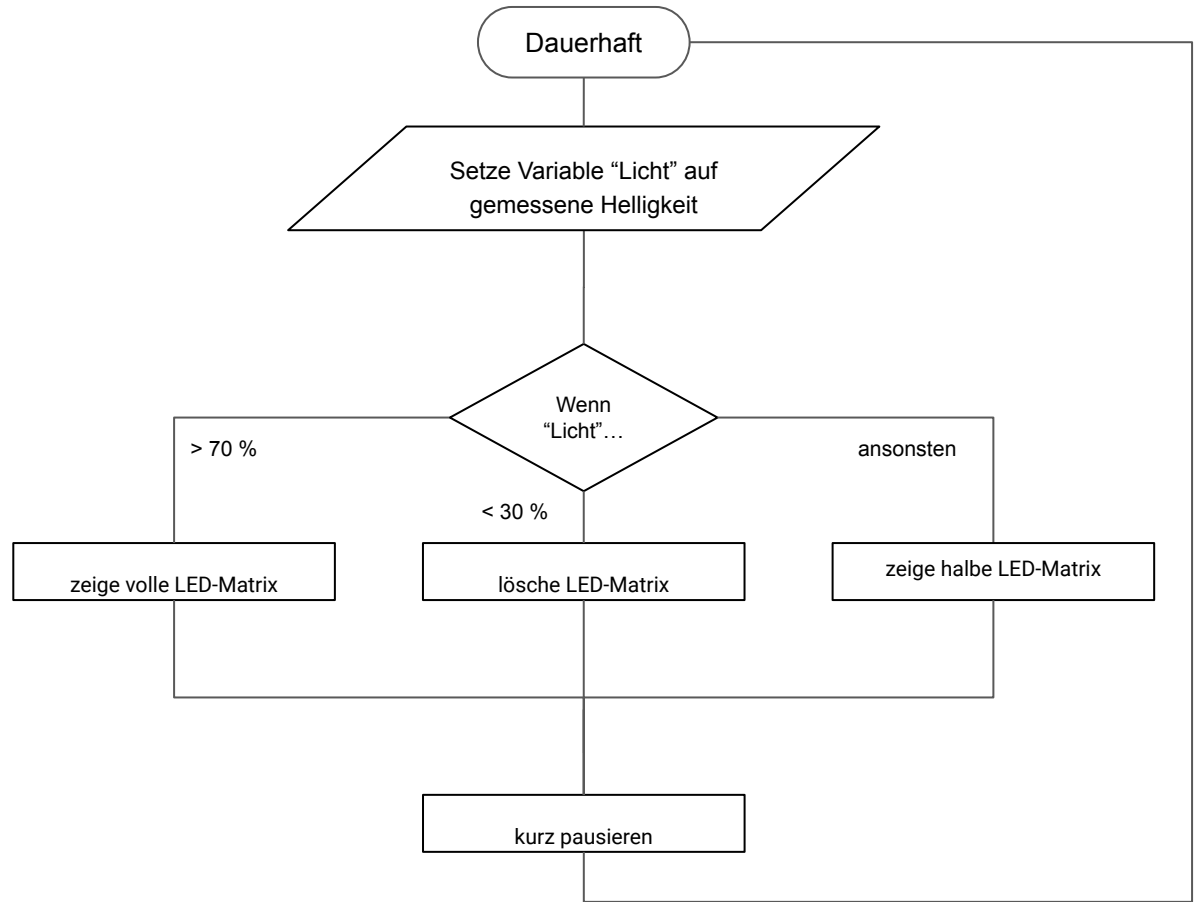 Dauerhaft
Setze Variable “Licht” auf
gemessene Helligkeit
Wenn
“Licht”…
> 70 %
ansonsten
< 30 %
zeige volle LED-Matrix
lösche LED-Matrix
zeige halbe LED-Matrix
kurz pausieren